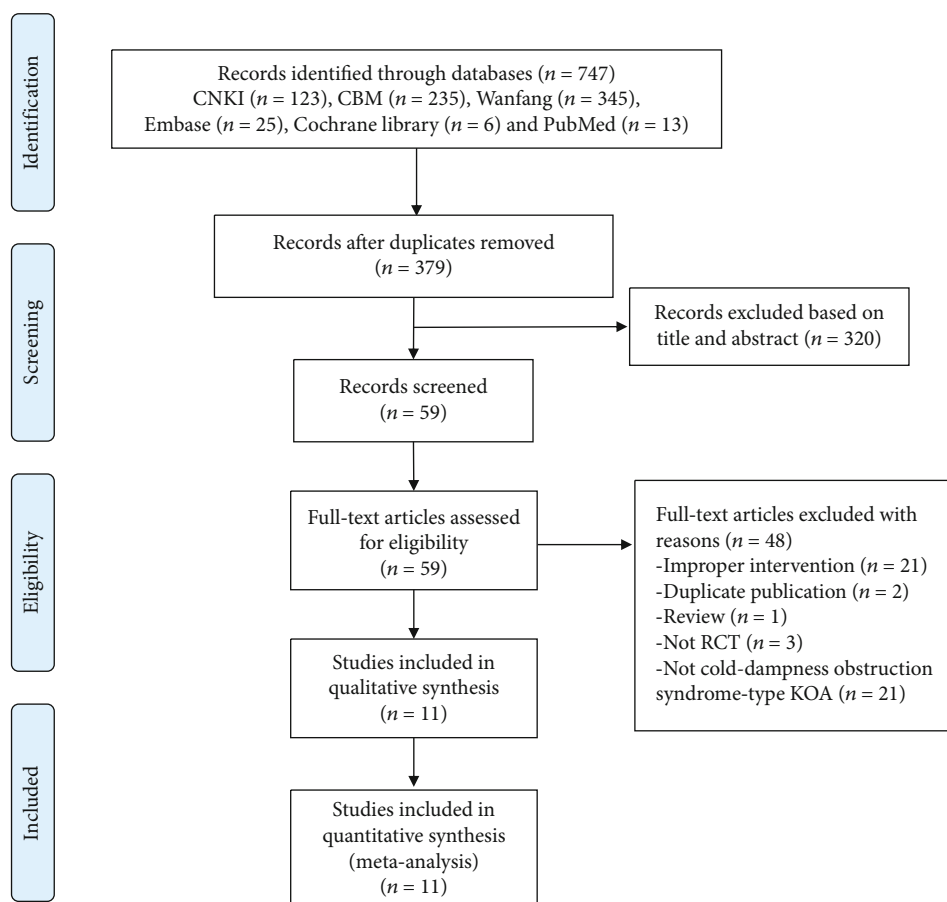 Identification
Records identified through databases (n = 747)
CNKI (n = 123), CBM (n = 235), Wanfang (n = 345),
Embase (n = 25), Cochrane library (n = 6) and PubMed (n = 13)
Records after duplicates removed
(n = 379)
Screening
Records excluded based on
title and abstract (n = 320)
Records screened
(n = 59)
Eligibility
Full-text articles assessed
for eligibility
(n = 59)
Full-text articles excluded with
reasons (n = 48)
-Improper intervention (n = 21)
-Duplicate publication (n = 2)
-Review (n = 1)
-Not RCT (n = 3)
-Not cold-dampness obstruction
syndrome-type KOA (n = 21)
Studies included in
qualitative synthesis
(n = 11)
Included
Studies included in
quantitative synthesis
(meta-analysis)
(n = 11)